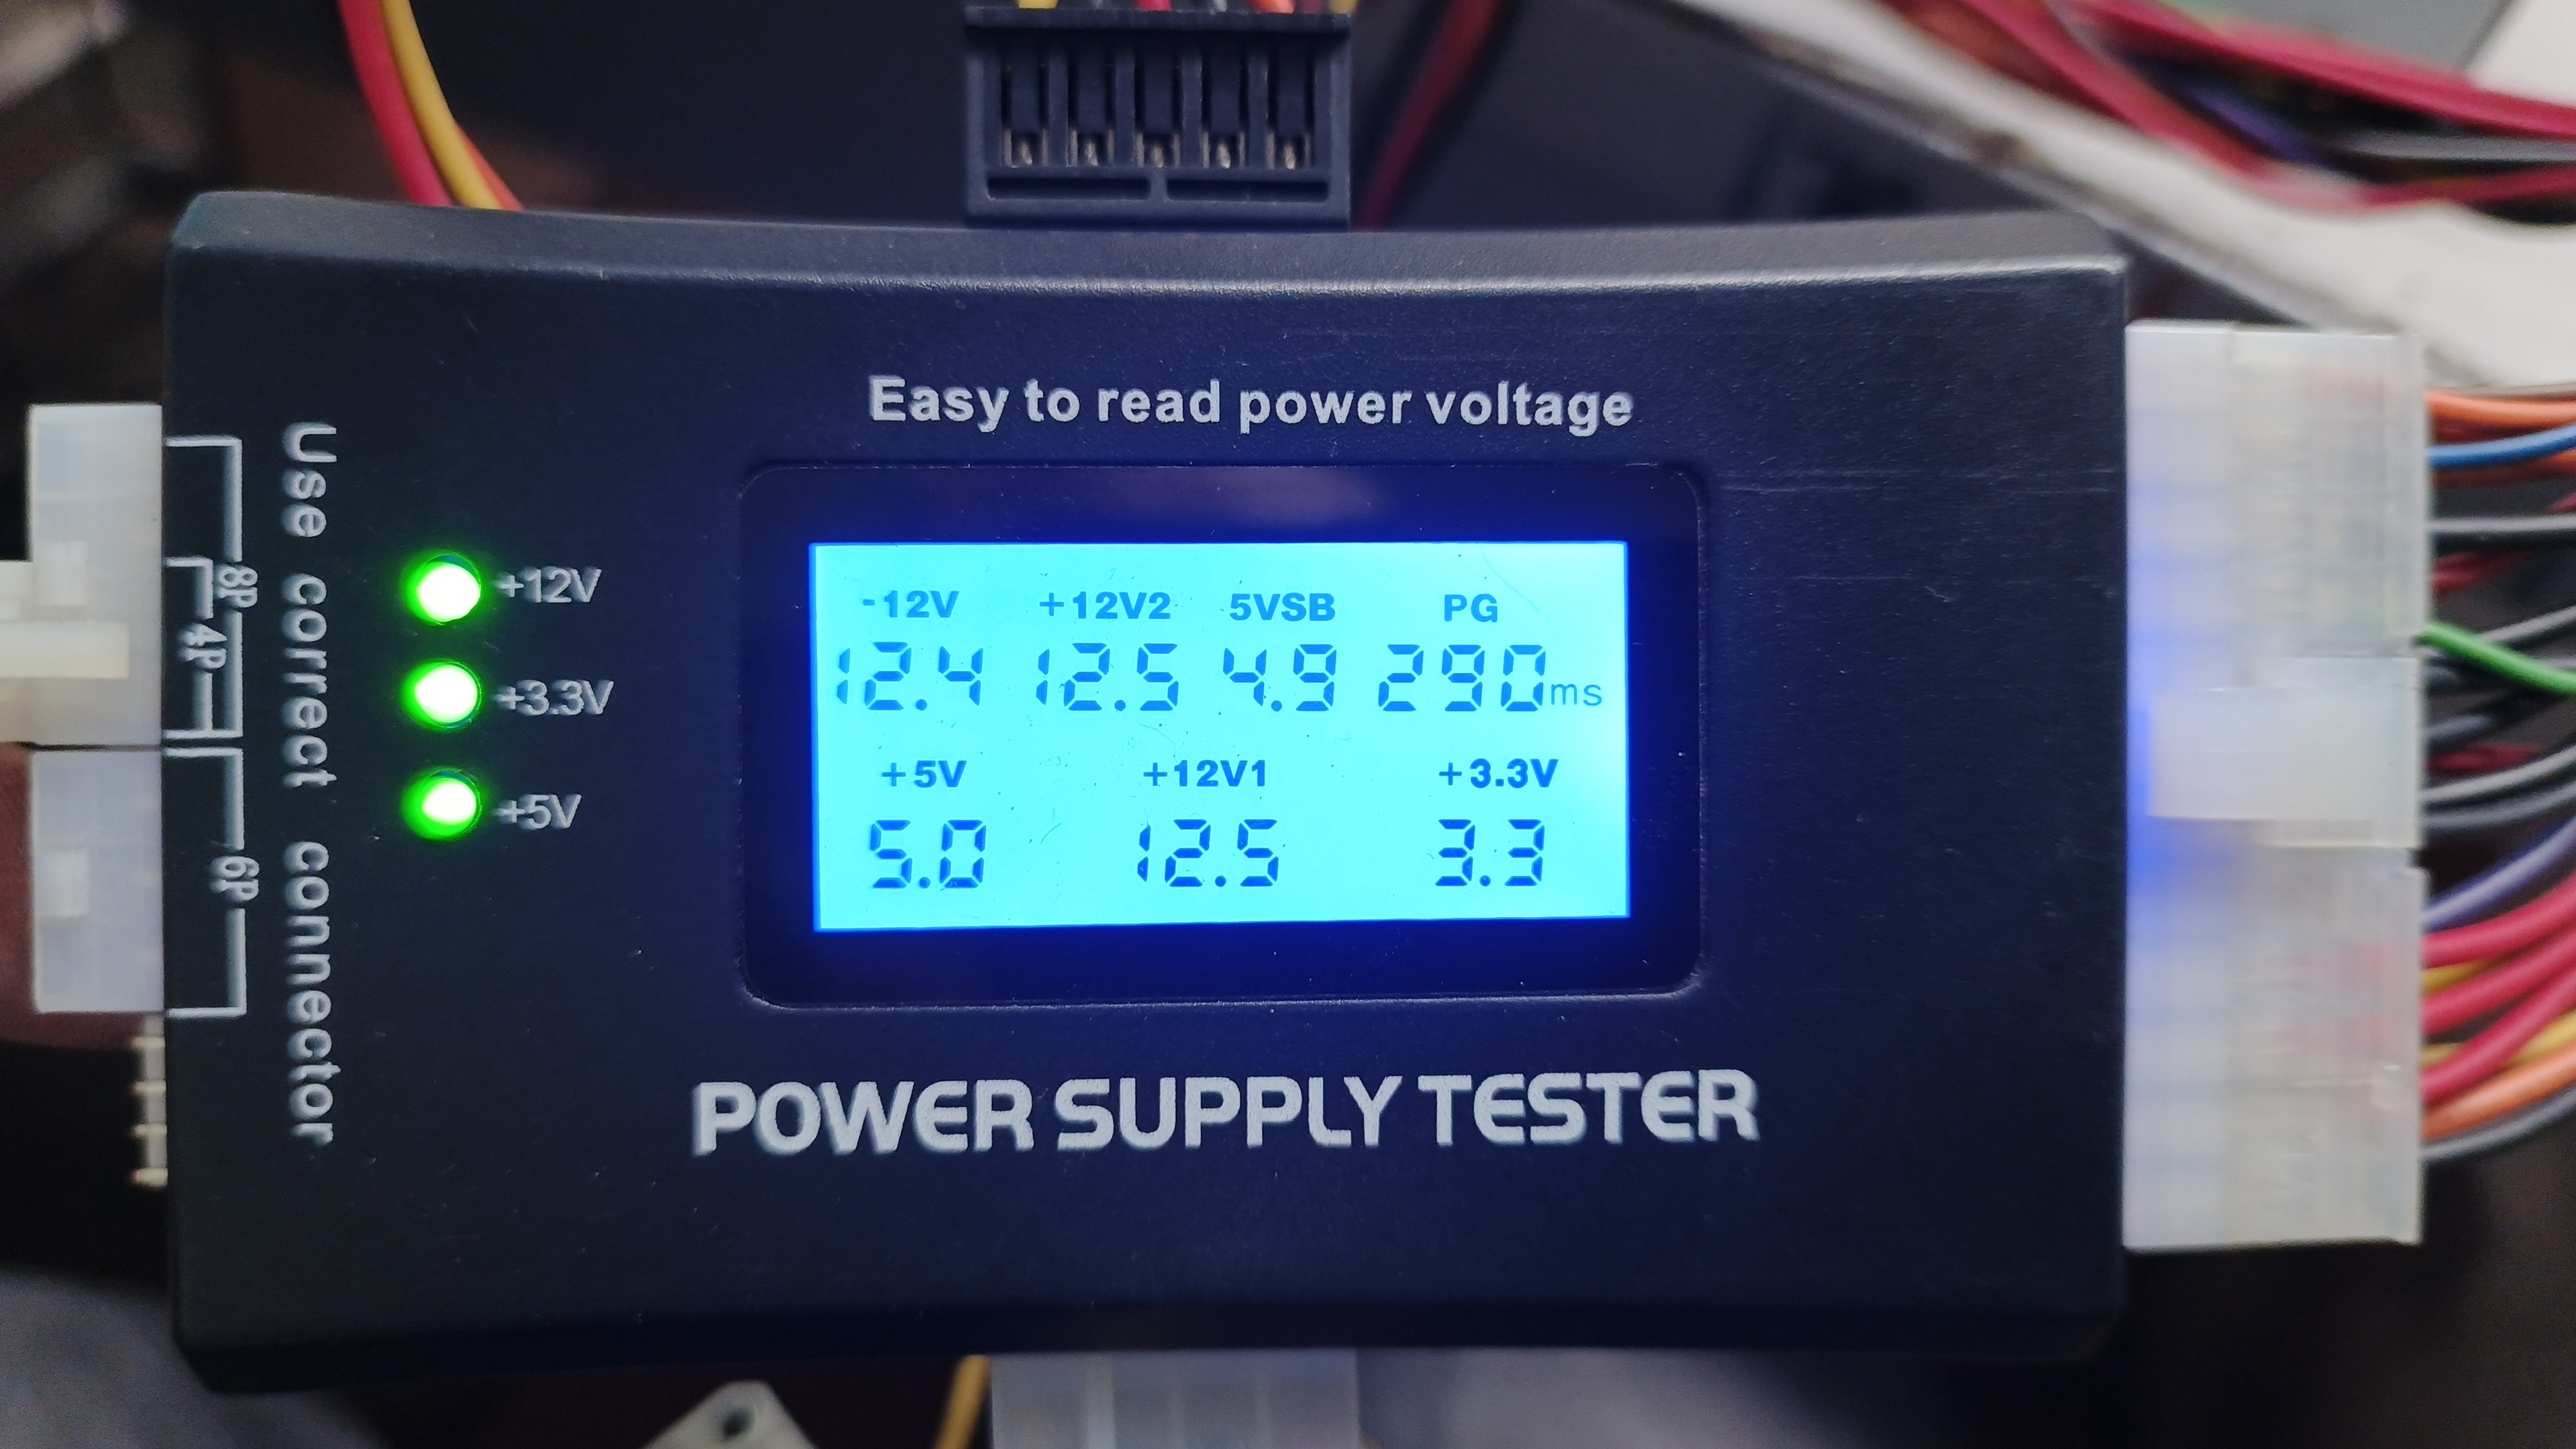 Easy to read power voltage
Use correct connector
8P
4P
6P
+12V
+3.3V
+5V
-12V +12V2 5VSB PG
12.4 12.5 4.9 290ms
+5V +12V1 +3.3V
5.0 12.5 3.3
POWER SUPPLY TESTER